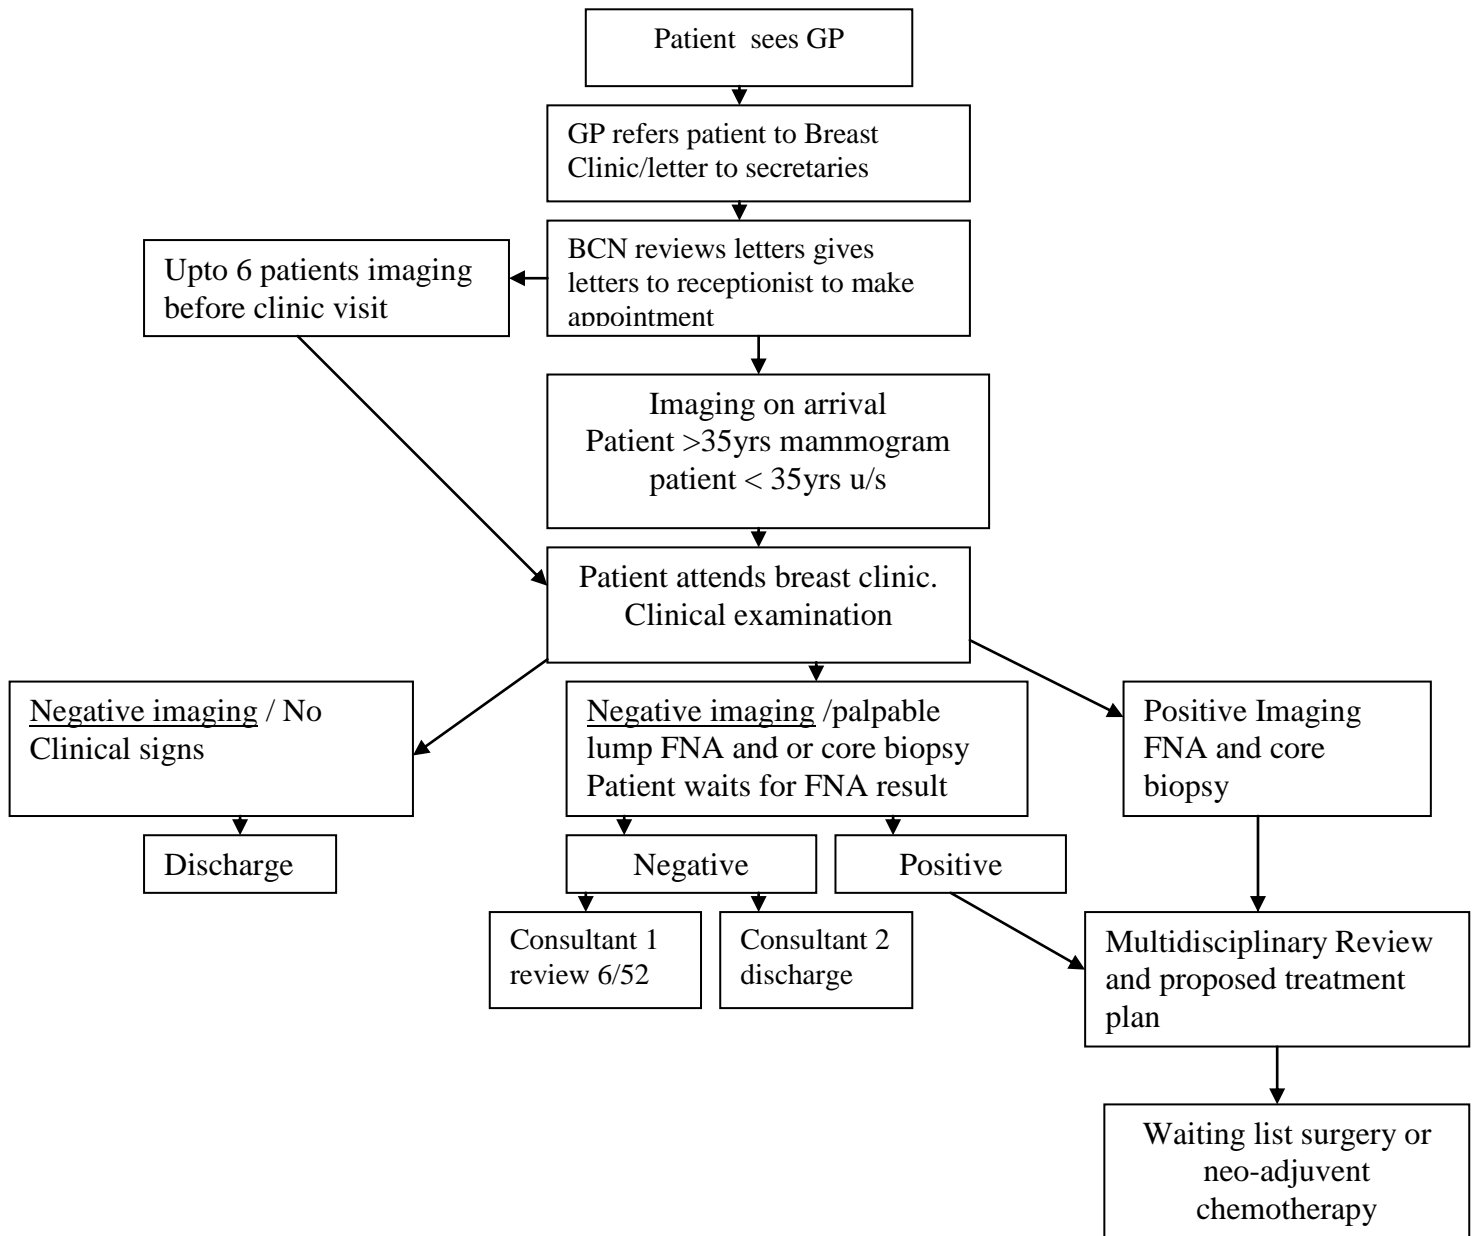 Patient sees GP
GP refers patient to Breast
Clinic/letter to secretaries
BCN reviews letters gives
letters to receptionist to make
appointment
Upto 6 patients imaging
before clinic visit
Imaging on arrival
Patient >35yrs mammogram
patient < 35yrs u/s
Patient attends breast clinic.
Clinical examination
Negative imaging / No
Clinical signs
Negative imaging /palpable
lump FNA and or core biopsy
Patient waits for FNA result
Positive Imaging
FNA and core
biopsy
Discharge
Negative
Positive
Consultant 1
review 6/52
Consultant 2
discharge
Multidisciplinary Review
and proposed treatment
plan
Waiting list surgery or
neo-adjuvent
chemotherapy